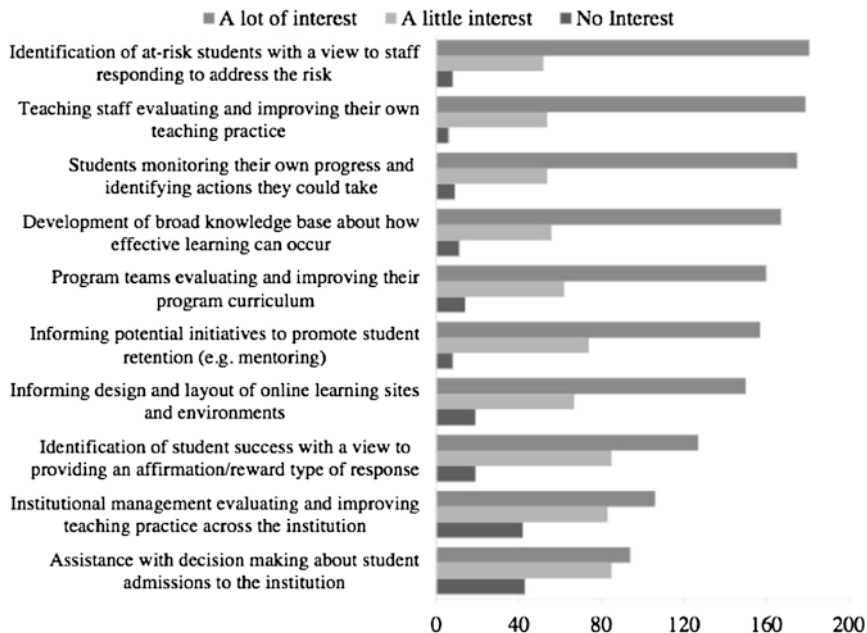 A lot of interest A little interest No Interest
Identification of at-risk students with a view to staff
responding to address the risk
Teaching staff evaluating and improving their own
teaching practice
Students monitoring their own progress and
identifying actions they could take
Development of broad knowledge base about how
effective learning can occur
Program teams evaluating and improving their
program curriculum
Informing potential initiatives to promote student
retention (e.g. mentoring)
Informing design and layout of online learning sites
and environments
Identification of student success with a view to
providing an affirmation/reward type of response
Institutional management evaluating and improving
teaching practice across the institution
Assistance with decision making about student
admissions to the institution
0 40 80 120 160 200